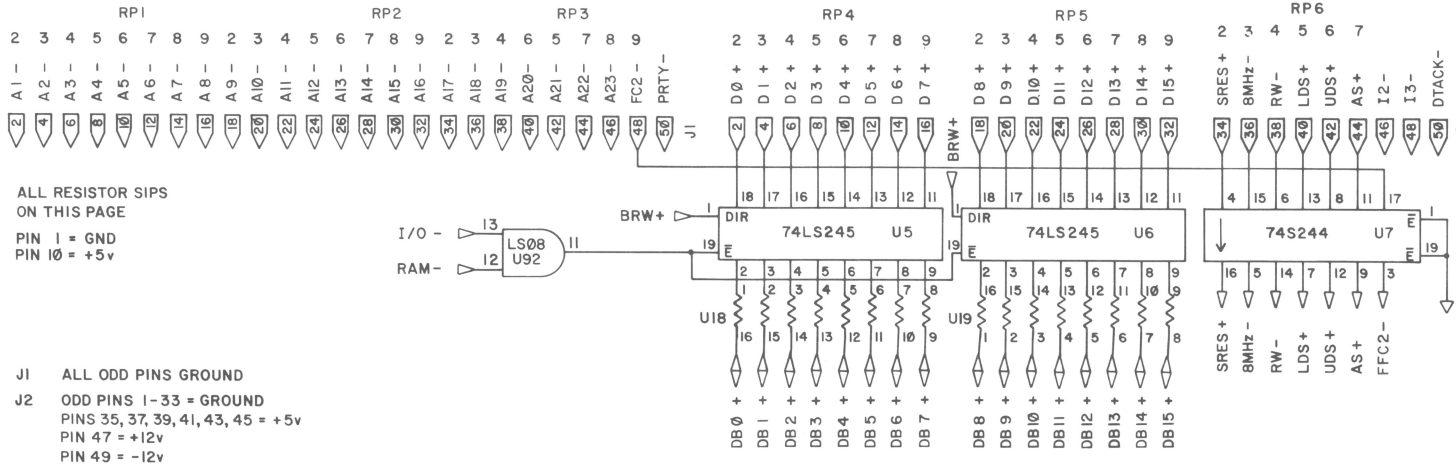 RP1 RP2 RP3 RP4 RP5 RP6
2 3 4 5 6 7 8 9 2 3 4 5 6 7 8 9 2 3 4 5 6 7 8 9 2 3 4 5 6 7 8 9 2 3 4 5 6 7 8 9 2 3 4 5 6 7
A1- A2- A3- A4- A5- A6- A7- A8- A9- A10- A11- A12- A13- A14- A15- A16- A17- A18- A19- A20- A21- A22- A23- FC2- PRTY- D0+ D1+ D2+ D3+ D4+ D5+ D6+ D7+ BRW+ D8+ D9+ D10+ D11+ D12+ D13+ D14+ D15+ SRES+ 8MHz- RW- LDS+ UDS+ AS+ I2- I3- DTACK-
2 4 6 8 10 12 14 16 18 20 22 24 26 28 30 32 34 36 38 40 42 44 46 48 50 J1 2 4 6 8 10 12 14 16 18 20 22 24 26 28 30 32 34 36 38 40 42 44 46 48 50
ALL RESISTOR SIPS
ON THIS PAGE
PIN 1 = GND
PIN 10 = +5v
18 17 16 15 14 13 12 11 18 17 16 15 14 13 12 11 4 15 6 13 8 11 17
BRW+ 1 DIR 1 DIR E 1
I/O- 13 LS08 11 74LS245 U5 74LS245 U6 74S244 U7
RAM- 12 U92 19 E 19 E E 19
2 3 4 5 6 7 8 9 2 3 4 5 6 7 8 9 16 5 14 7 12 9 3
1 2 3 4 5 6 7 8 16 15 14 13 12 11 10 9
U18 U19
16 15 14 13 12 11 10 9 1 2 3 4 5 6 7 8
SRES+ 8MHz- RW- LDS+ UDS+ AS+ FFC2-
DB0+ DB1+ DB2+ DB3+ DB4+ DB5+ DB6+ DB7+ DB8+ DB9+ DB10+ DB11+ DB12+ DB13+ DB14+ DB15+
J1 ALL ODD PINS GROUND
J2 ODD PINS 1-33 = GROUND
PINS 35, 37, 39, 41, 43, 45 = +5v
PIN 47 = +12v
PIN 49 = -12v